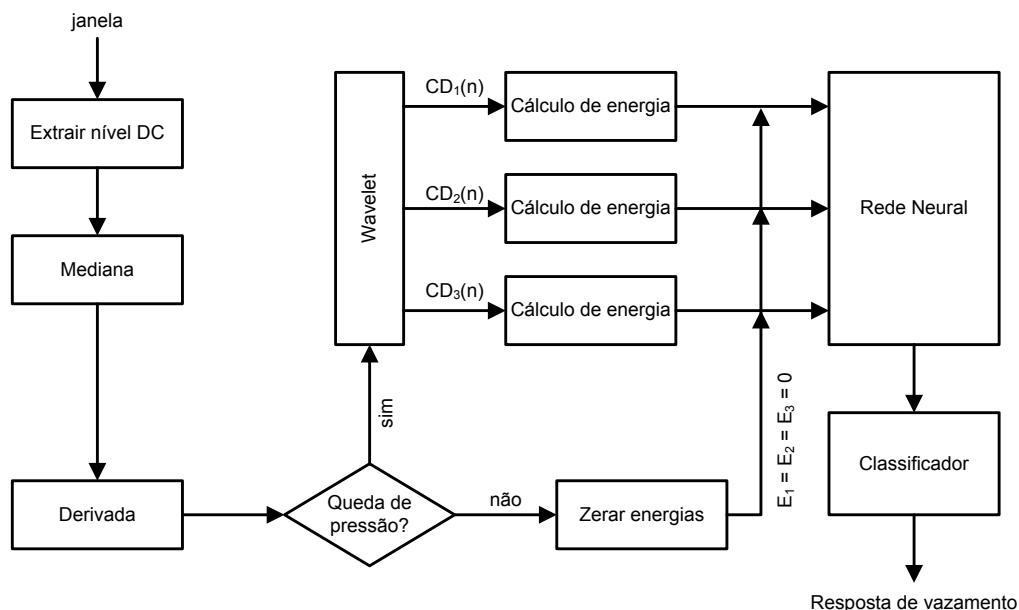 janela
Extrair nível DC
Mediana
Derivada
Queda de
pressão?
sim
não
Wavelet
CD₁(n)
CD₂(n)
CD₃(n)
Cálculo de energia
Cálculo de energia
Cálculo de energia
Zerar energias
E₁ = E₂ = E₃ = 0
Rede Neural
Classificador
Resposta de vazamento